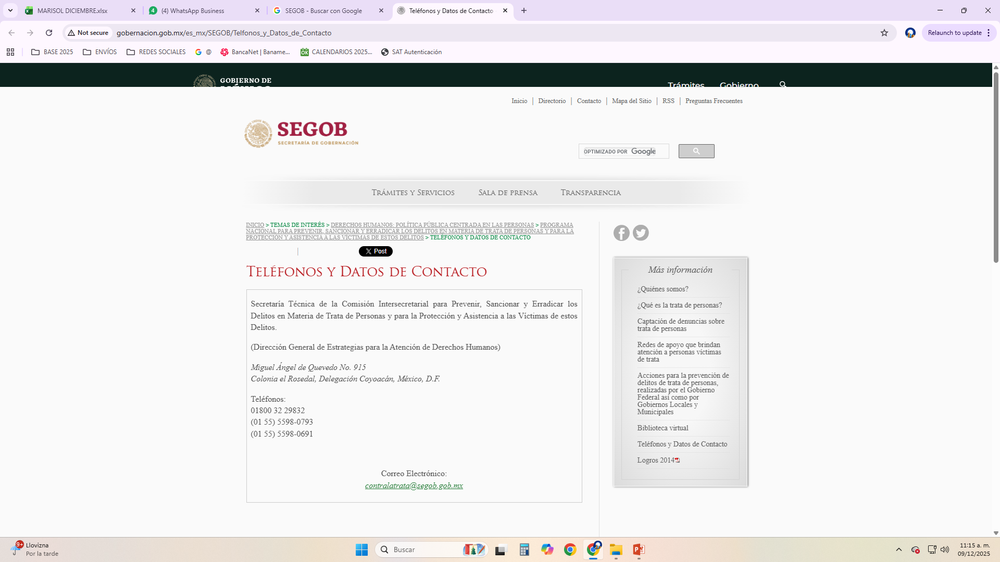 MARISOL DICIEMBRE.xlsx
(4) WhatsApp Business
SEGOB - Buscar con Google
Teléfonos y Datos de Contacto
Not secure
gobernacion.gob.mx/es_mx/SEGOB/Telfonos_y_Datos_de_Contacto
Relaunch to update
BASE 2025
ENVÍOS
REDES SOCIALES
@
BancaNet | Baname...
CALENDARIOS 2025...
SAT Autenticación
GOBIERNO DE
MÉXICO
Trámites
Gobierno
Inicio
Directorio
Contacto
Mapa del Sitio
RSS
Preguntas Frecuentes
SEGOB
SECRETARÍA DE GOBERNACIÓN
OPTIMIZADO POR Google
Trámites y Servicios
Sala de prensa
Transparencia
INICIO > TEMAS DE INTERÉS > DERECHOS HUMANOS: POLÍTICA PÚBLICA CENTRADA EN LAS PERSONAS > PROGRAMA
NACIONAL PARA PREVENIR, SANCIONAR Y ERRADICAR LOS DELITOS EN MATERIA DE TRATA DE PERSONAS Y PARA LA
PROTECCIÓN Y ASISTENCIA A LAS VÍCTIMAS DE ESTOS DELITOS > TELÉFONOS Y DATOS DE CONTACTO
Post
Teléfonos y Datos de Contacto
Secretaría Técnica de la Comisión Intersecretarial para Prevenir, Sancionar y Erradicar los
Delitos en Materia de Trata de Personas y para la Protección y Asistencia a las Víctimas de estos
Delitos.
(Dirección General de Estrategias para la Atención de Derechos Humanos)
Miguel Ángel de Quevedo No. 915
Colonia el Rosedal, Delegación Coyoacán, México, D.F.
Teléfonos:
01800 32 29832
(01 55) 5598-0793
(01 55) 5598-0691
Correo Electrónico:
contralatrata@segob.gob.mx
Más información
¿Quiénes somos?
¿Qué es la trata de personas?
Captación de denuncias sobre
trata de personas
Redes de apoyo que brindan
atención a personas víctimas
de trata
Acciones para la prevención de
delitos de trata de personas,
realizadas por el Gobierno
Federal así como por
Gobiernos Locales y
Municipales
Biblioteca virtual
Teléfonos y Datos de Contacto
Logros 2014
9+
Llovizna
Por la tarde
Buscar
11:15 a. m.
09/12/2025